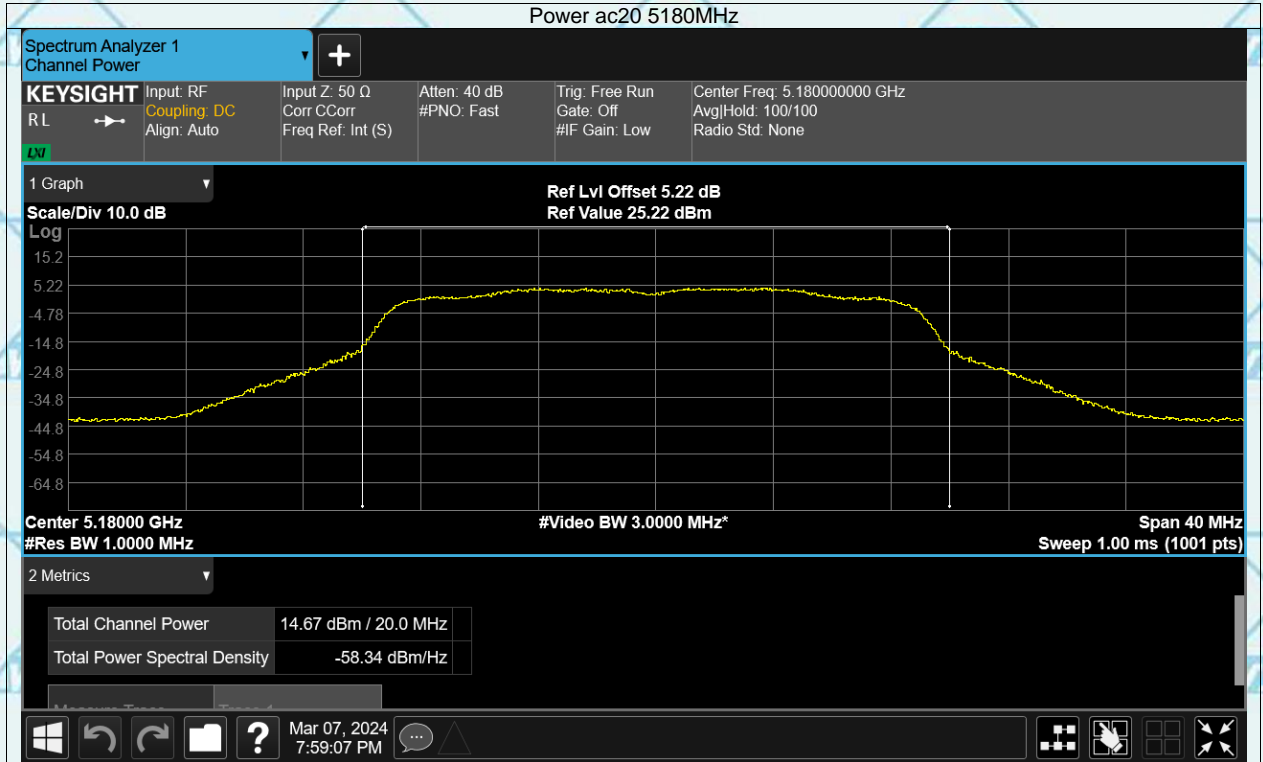 Power ac20 5180MHz
Spectrum Analyzer 1
Channel Power
KEYSIGHT
R L
LXI
Input: RF
Coupling: DC
Align: Auto
Input Z: 50 Ω
Corr CCorr
Freq Ref: Int (S)
Atten: 40 dB
#PNO: Fast
Trig: Free Run
Gate: Off
#IF Gain: Low
Center Freq: 5.180000000 GHz
Avg|Hold: 100/100
Radio Std: None
1 Graph
Scale/Div 10.0 dB
Ref Lvl Offset 5.22 dB
Ref Value 25.22 dBm
Log
15.2
5.22
-4.78
-14.8
-24.8
-34.8
-44.8
-54.8
-64.8
Center 5.18000 GHz
#Res BW 1.0000 MHz
#Video BW 3.0000 MHz*
Span 40 MHz
Sweep 1.00 ms (1001 pts)
2 Metrics
Total Channel Power 14.67 dBm / 20.0 MHz
Total Power Spectral Density -58.34 dBm/Hz
?
Mar 07, 2024
7:59:07 PM